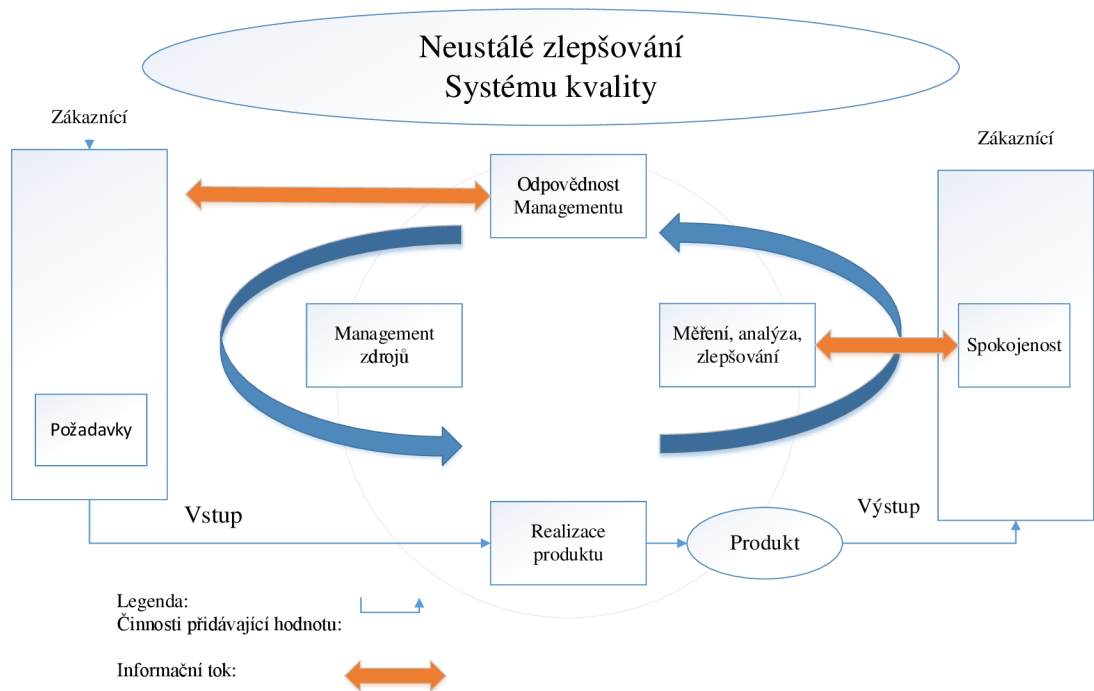 Neustálé zlepšování
Systému kvality
Zákazníci
Zákazníci
Odpovědnost
Managementu
Management
zdrojů
Měření, analýza,
zlepšování
Spokojenost
Požadavky
Vstup
Výstup
Realizace
produktu
Produkt
Legenda:
Činnosti přidávající hodnotu:
Informační tok: